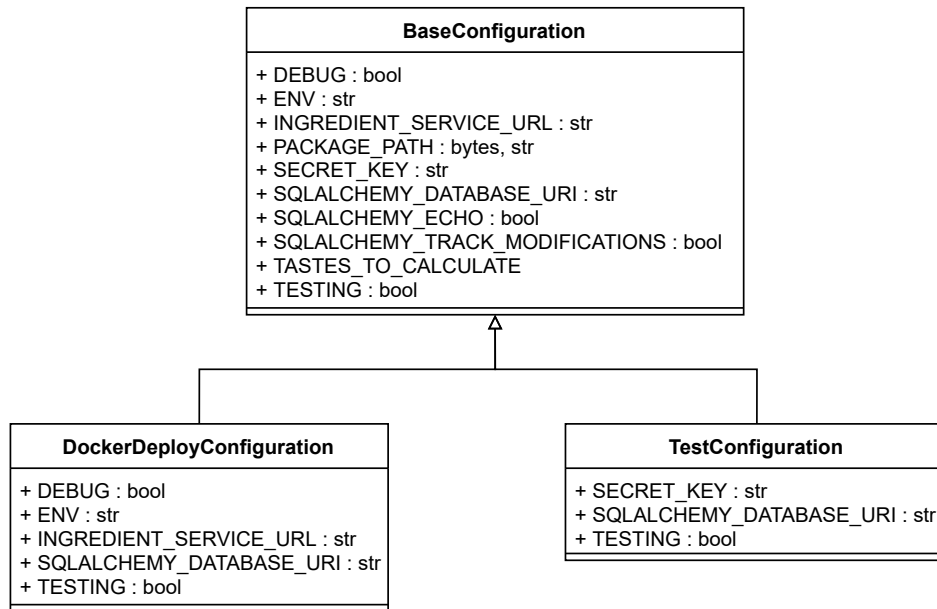 BaseConfiguration
+ DEBUG : bool
+ ENV : str
+ INGREDIENT_SERVICE_URL : str
+ PACKAGE_PATH : bytes, str
+ SECRET_KEY : str
+ SQLALCHEMY_DATABASE_URI : str
+ SQLALCHEMY_ECHO : bool
+ SQLALCHEMY_TRACK_MODIFICATIONS : bool
+ TASTES_TO_CALCULATE
+ TESTING : bool
DockerDeployConfiguration
+ DEBUG : bool
+ ENV : str
+ INGREDIENT_SERVICE_URL : str
+ SQLALCHEMY_DATABASE_URI : str
+ TESTING : bool
TestConfiguration
+ SECRET_KEY : str
+ SQLALCHEMY_DATABASE_URI : str
+ TESTING : bool